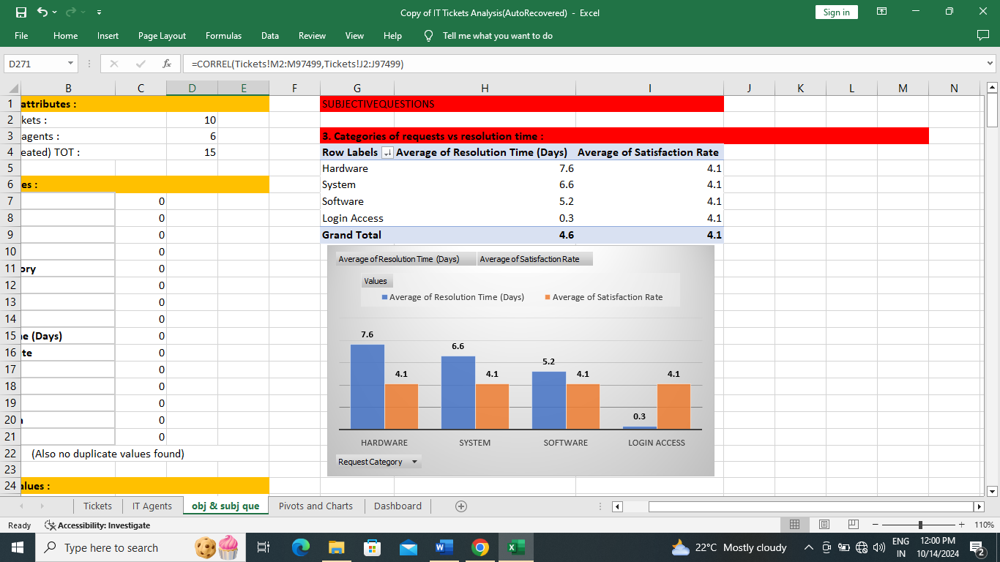 Copy of IT Tickets Analysis(AutoRecovered) - Excel
Sign in
File Home Insert Page Layout Formulas Data Review View Help Tell me what you want to do
D271 fx =CORREL(Tickets!M2:M97499,Tickets!J2:J97499)
B C D E F G H I J K L M N
1 attributes : SUBJECTIVEQUESTIONS
2 kets : 10
3 agents : 6 3. Categories of requests vs resolution time :
4 eated) TOT : 15 Row Labels Average of Resolution Time (Days) Average of Satisfaction Rate
5 Hardware 7.6 4.1
6 es : System 6.6 4.1
7 0 Software 5.2 4.1
8 0 Login Access 0.3 4.1
9 0 Grand Total 4.6 4.1
10 0
11 ory 0
12 0
13 0
14 0
15 ne (Days) 0
16 te 0
17 0
18 0
19 0
20 0
21 0
22 (Also no duplicate values found)
23
24 alues :
Average of Resolution Time (Days) Average of Satisfaction Rate
Values
Average of Resolution Time (Days) Average of Satisfaction Rate
7.6 4.1 6.6 4.1 5.2 4.1 0.3 4.1
HARDWARE SYSTEM SOFTWARE LOGIN ACCESS
Request Category
Tickets IT Agents obj & subj que Pivots and Charts Dashboard
Ready Accessibility: Investigate 110%
Type here to search 22°C Mostly cloudy ENG 12:00 PM
IN 10/14/2024 2